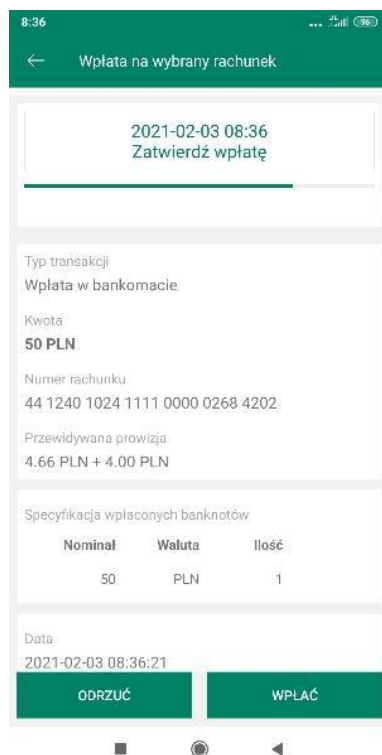 8:36
... 96
Wpłata na wybrany rachunek
2021-02-03 08:36
Zatwierdź wpłatę
Typ transakcji
Wpłata w bankomacie
Kwota
50 PLN
Numer rachunku
44 1240 1024 1111 0000 0268 4202
Przewidywana prowizja
4.66 PLN + 4.00 PLN
Specyfikacja wpłaconych banknotów
Nominał Waluta Ilość
50 PLN 1
Data
2021-02-03 08:36:21
ODRZUĆ WPŁAĆ